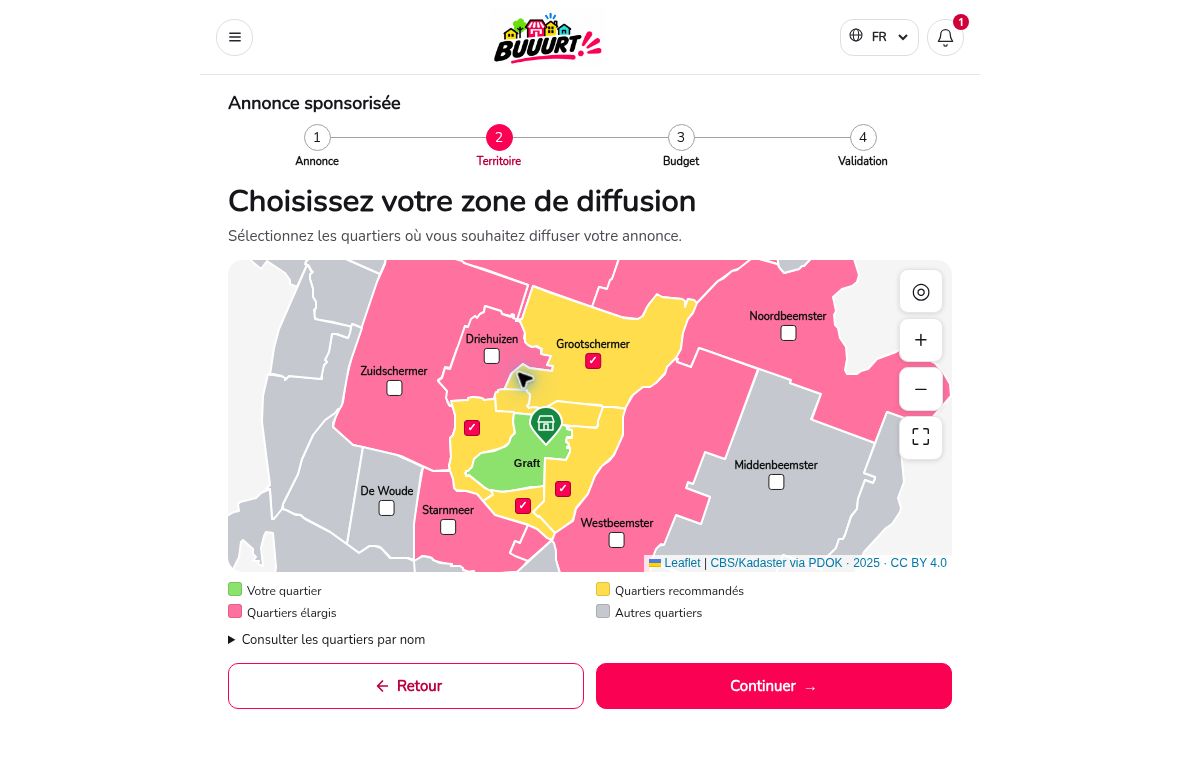 BUUURT!
FR
1
Annonce sponsorisée
1
2
3
4
Annonce
Territoire
Budget
Validation
Choisissez votre zone de diffusion
Sélectionnez les quartiers où vous souhaitez diffuser votre annonce.
Noordbeemster
Driehuizen
Grootschermer
Zuidschermer
Graft
Middenbeemster
De Woude
Starnmeer
Westbeemster
Leaflet | CBS/Kadaster via PDOK · 2025 · CC BY 4.0
Votre quartier
Quartiers recommandés
Quartiers élargis
Autres quartiers
Consulter les quartiers par nom
← Retour
Continuer →